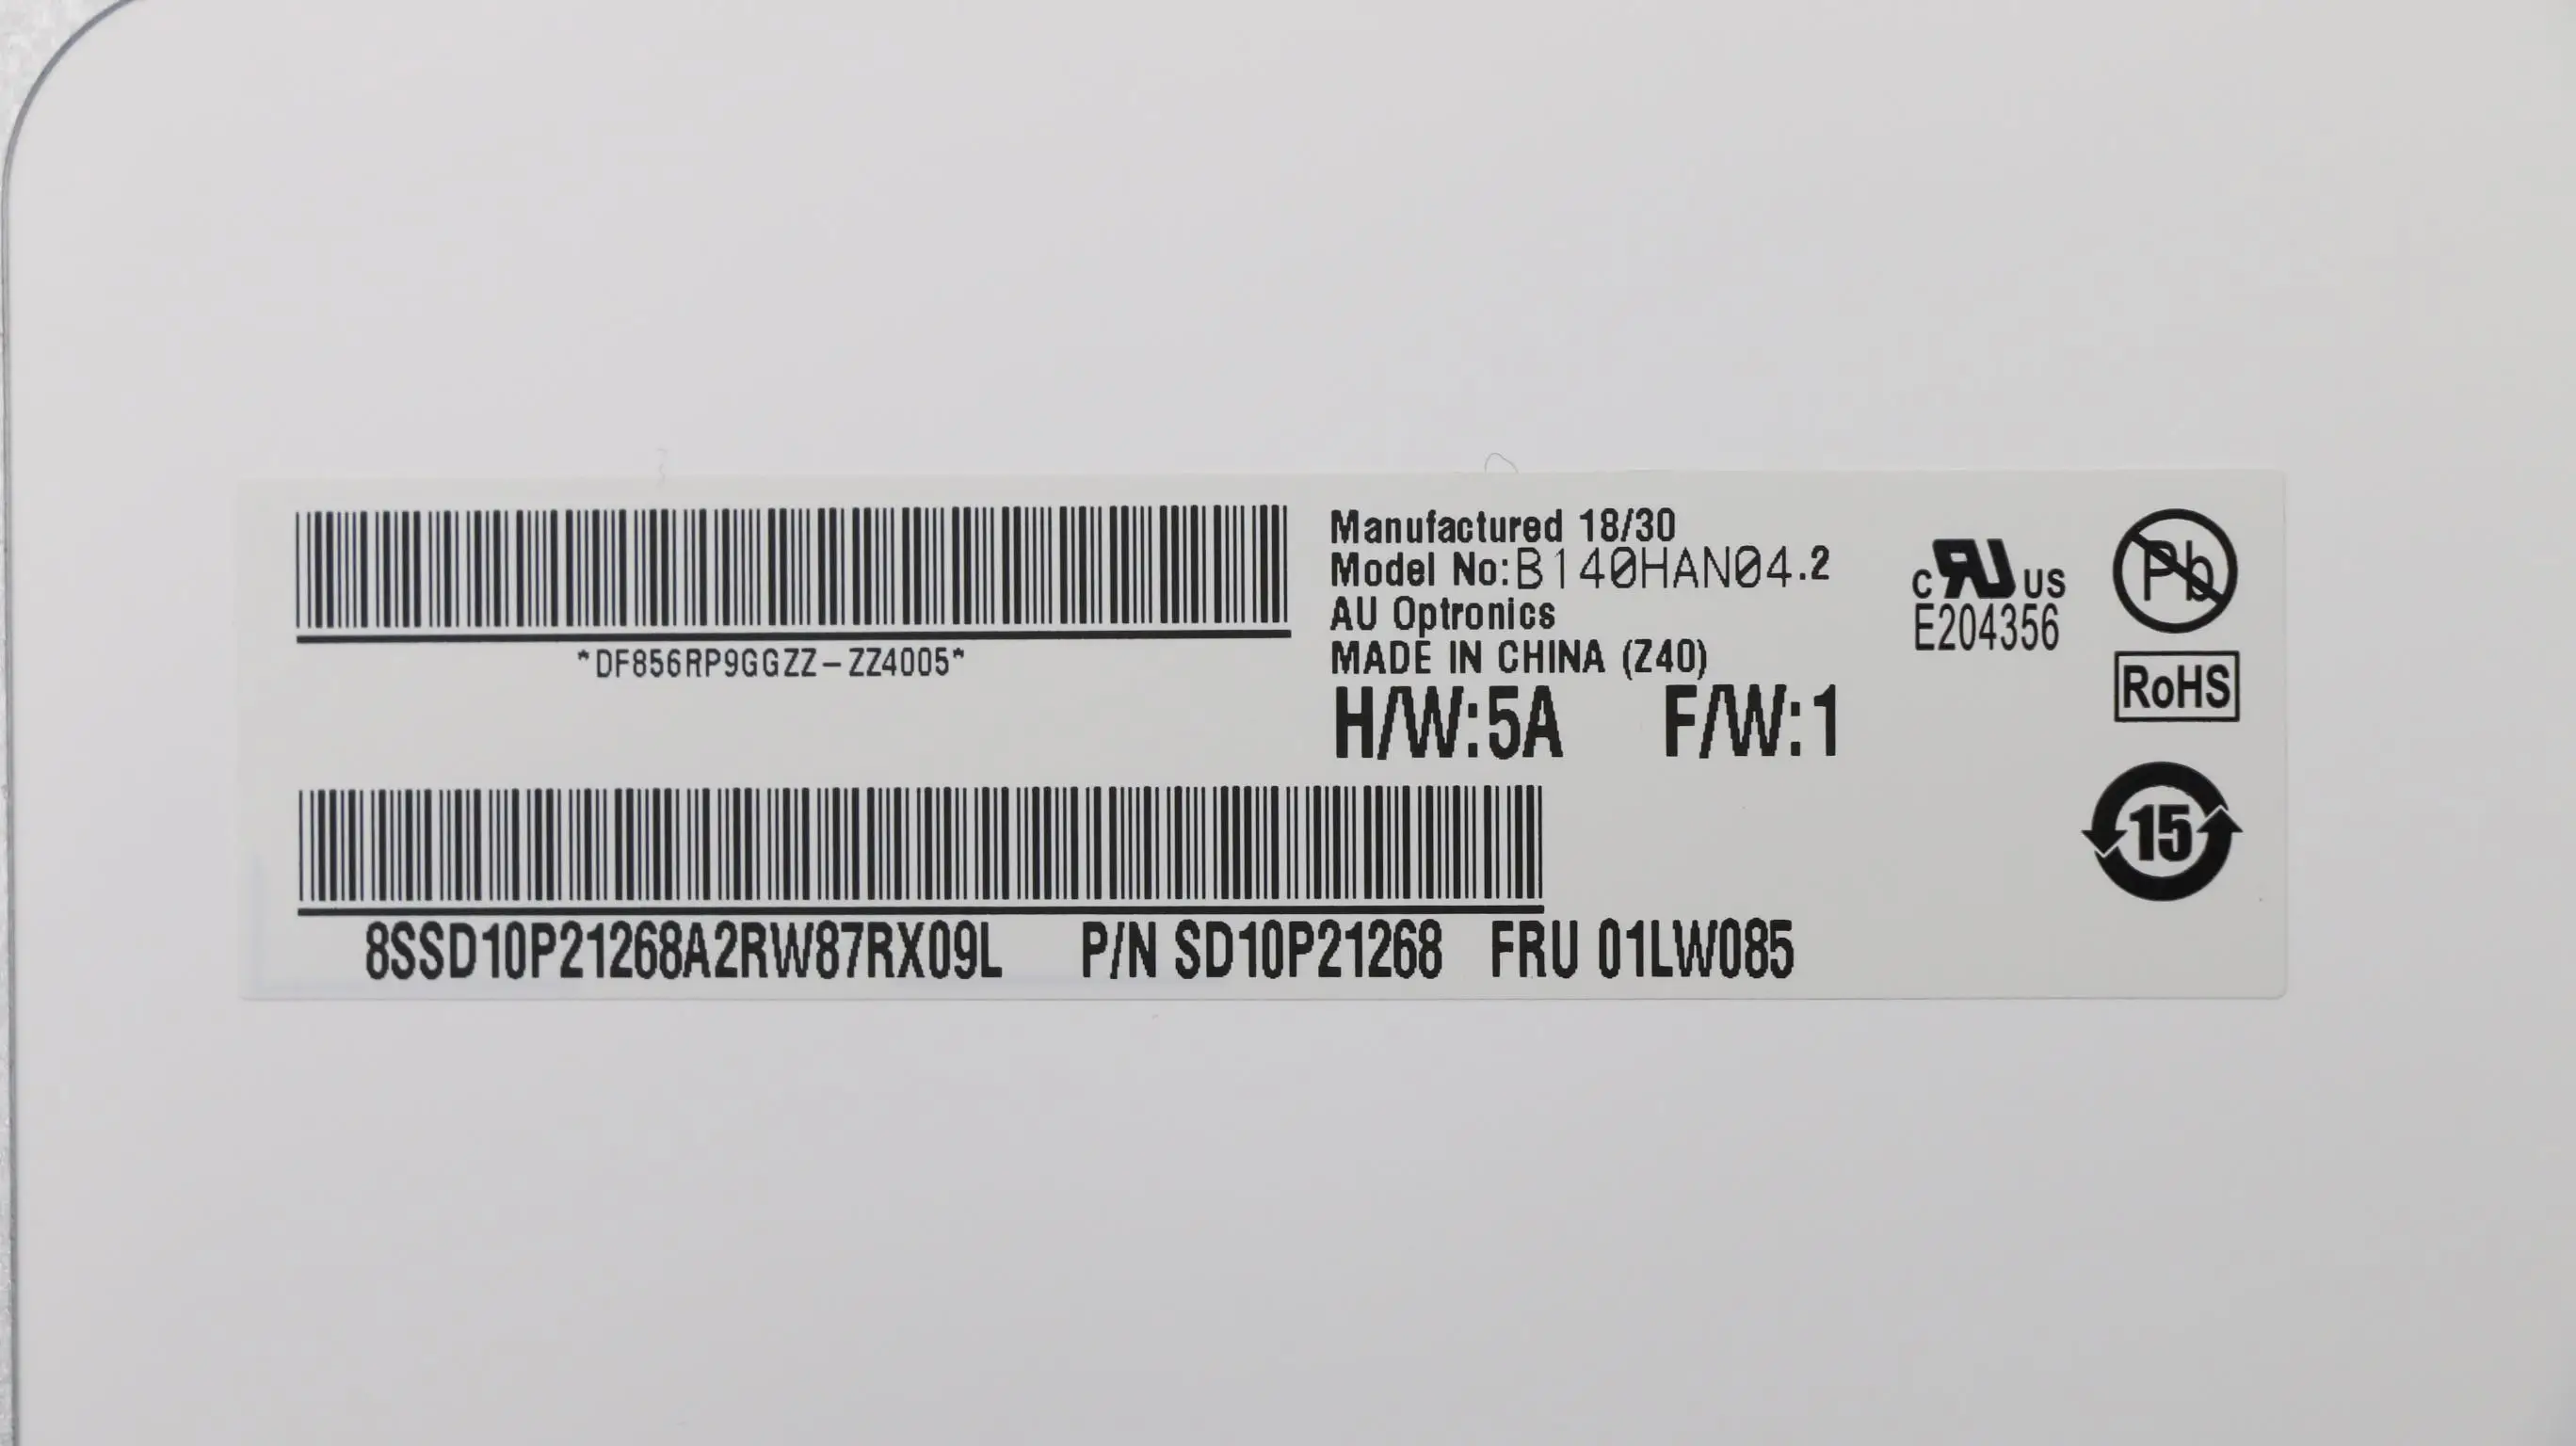 *DF856RP9GGZZ-ZZ4005*
Manufactured 18/30
Model No:B140HAN04.2
AU Optronics
MADE IN CHINA (Z40)
H/W:5A F/W:1
c RU US
E204356
Pb
RoHS
15
8SSD10P21268A2RW87RX09L P/N SD10P21268 FRU 01LW085